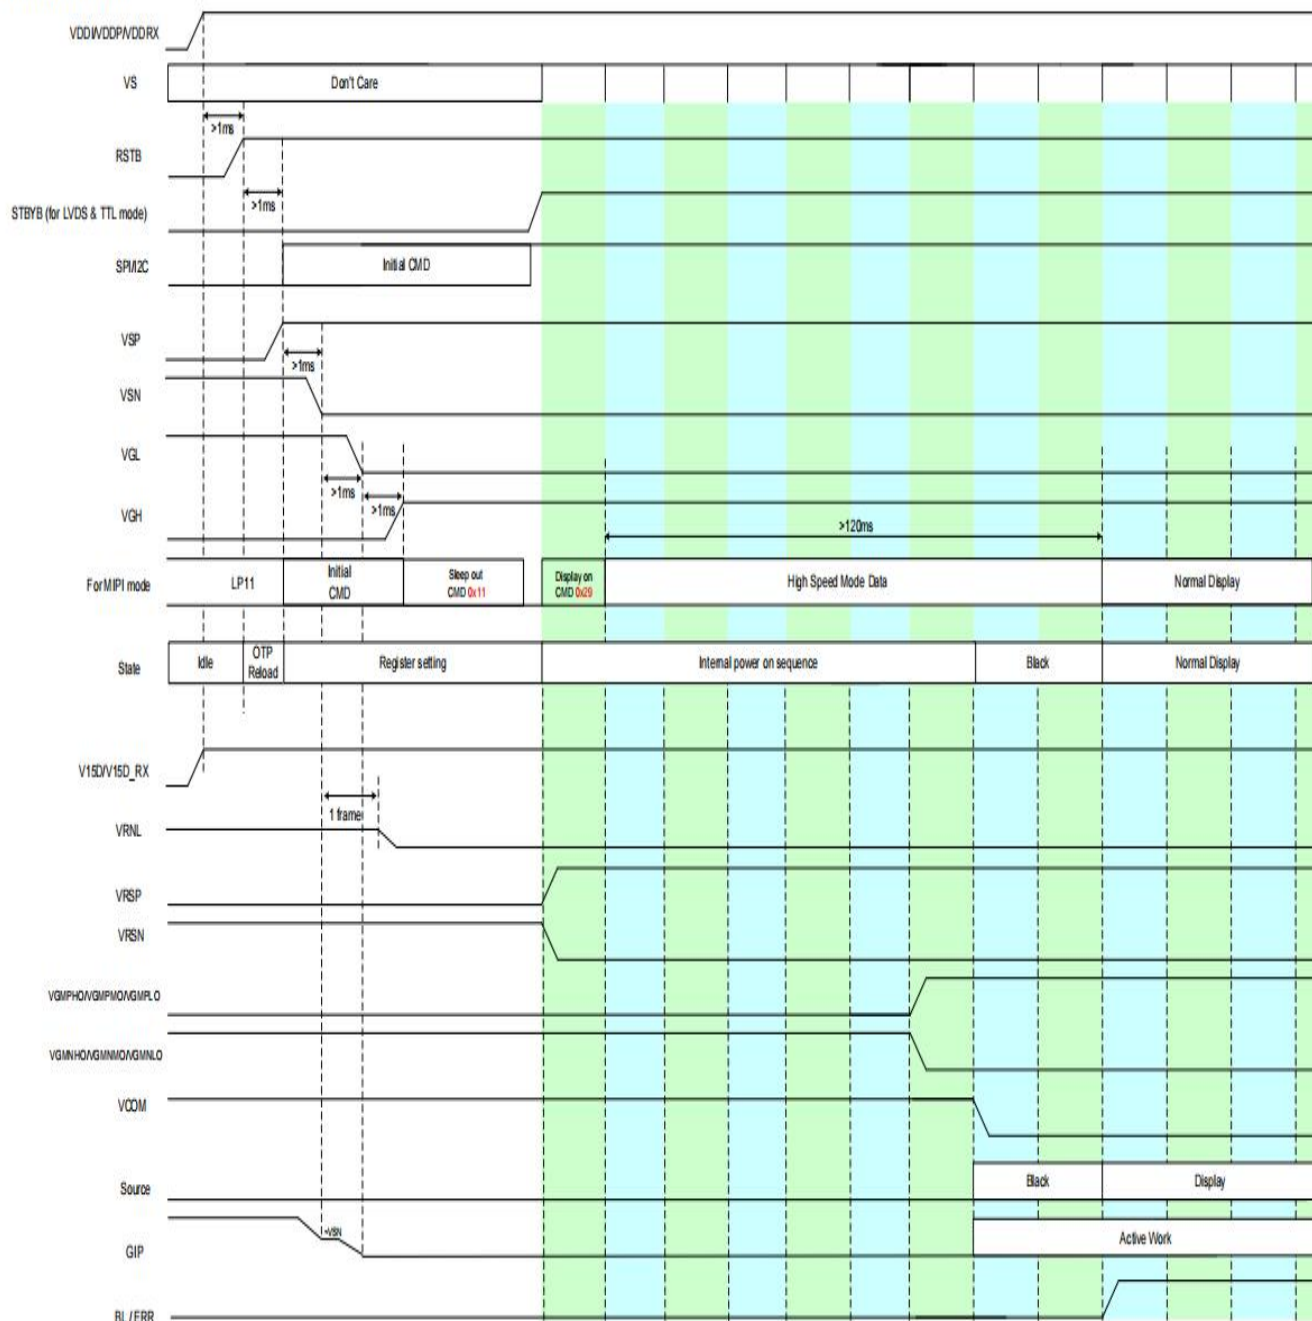 VDDI/VDDP/VDDRX
VS
Don't Care
>1ms
RSTB
>1ms
STBYB (for LVDS & TTL mode)
SPI/I2C
Initial CMD
VSP
>1ms
VSN
VGL
>1ms
>1ms
VGH
>120ms
For MIPI mode
LP11
Initial
CMD
Sleep out
CMD 0x11
Display on
CMD 0x29
High Speed Mode Data
Normal Display
State
Idle
OTP
Reload
Register setting
Internal power on sequence
Black
Normal Display
V15D/V15D_RX
1 frame
VRNL
VRSP
VRSN
VGMPHO/VGMPMO/VGMPLO
VGMNHO/VGMNMO/VGMNLO
VCOM
Source
Black
Display
=VSN
GIP
Active Work
BL / ERR